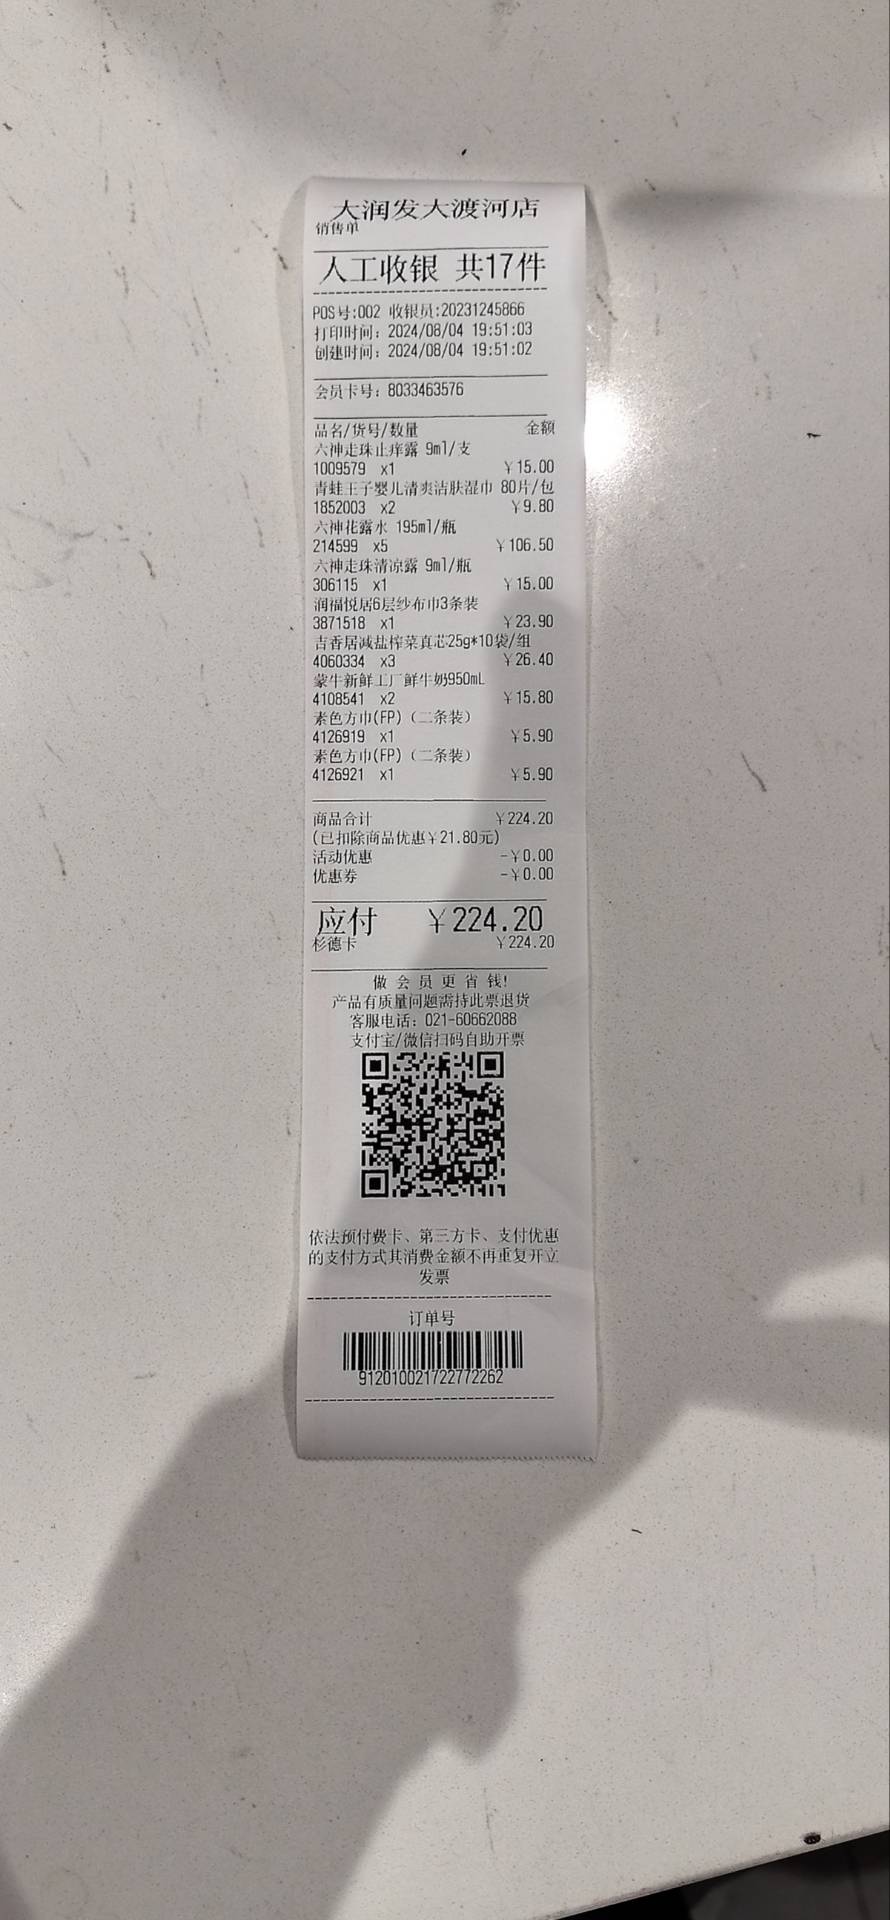 大润发大渡河店
销售单
人工收银 共17件
POS号:002 收银员:20231245866
打印时间：2024/08/04 19:51:03
创建时间：2024/08/04 19:51:02
会员卡号：8033463576
品名/货号/数量 金额
六神走珠止痒露 9ml/支
1009579 x1 ￥15.00
青蛙王子婴儿清爽洁肤湿巾 80片/包
1852003 x2 ￥9.80
六神花露水 195ml/瓶
214599 x5 ￥106.50
六神走珠清凉露 9ml/瓶
306115 x1 ￥15.00
润福悦居6层纱布巾3条装
3871518 x1 ￥23.90
吉香居减盐榨菜真芯25g*10袋/组
4060334 x3 ￥26.40
蒙牛新鲜工厂鲜牛奶950mL
4108541 x2 ￥15.80
素色方巾(FP)（二条装）
4126919 x1 ￥5.90
素色方巾(FP)（二条装）
4126921 x1 ￥5.90
商品合计 ￥224.20
(已扣除商品优惠￥21.80元)
活动优惠 -￥0.00
优惠券 -￥0.00
应付 ￥224.20
杉德卡 ￥224.20
做 会 员 更 省 钱!
产品有质量问题需持此票退货
客服电话：021-60662088
支付宝/微信扫码自助开票
依法预付费卡、第三方卡、支付优惠
的支付方式其消费金额不再重复开立
发票
订单号
912010021722772262